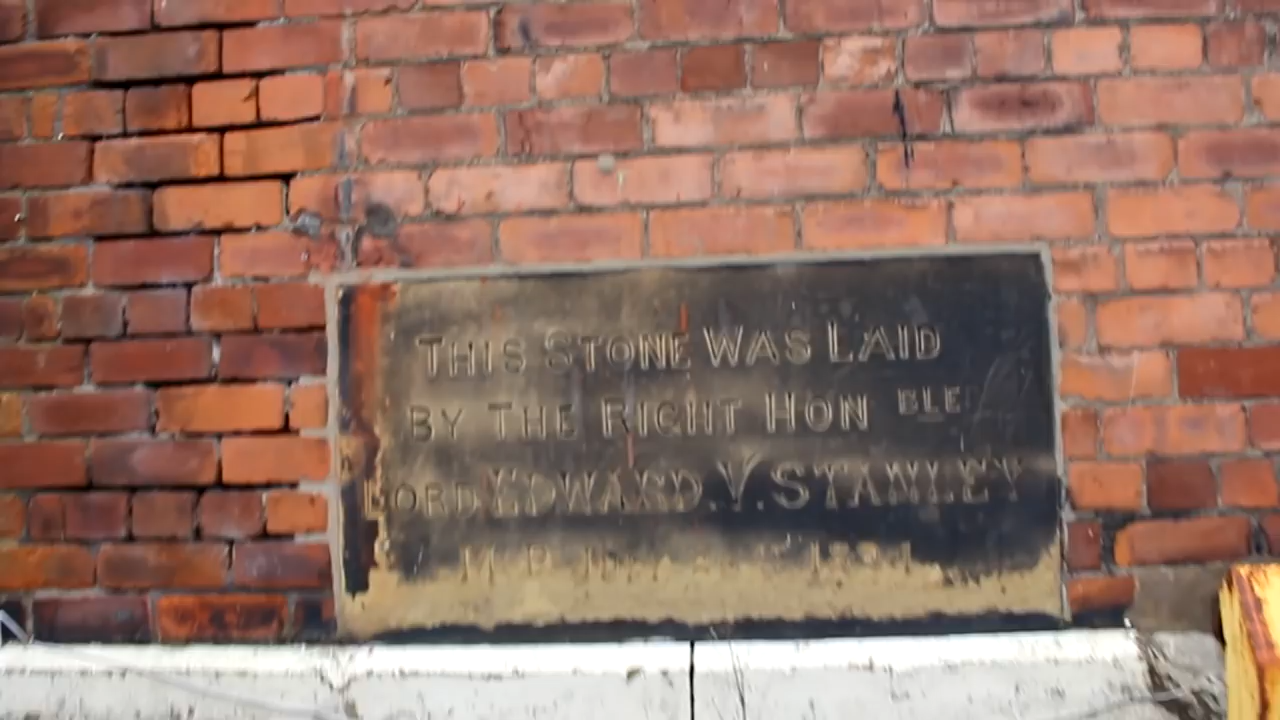 THIS STONE WAS LAID
BY THE RIGHT HON BLE
LORD EDWARD. V. STANLEY
M.P.